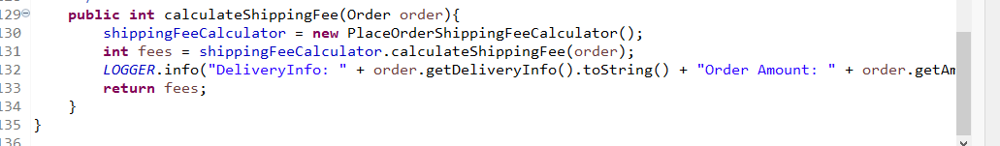 129 public int calculateShippingFee(Order order){
130 shippingFeeCalculator = new PlaceOrderShippingFeeCalculator();
131 int fees = shippingFeeCalculator.calculateShippingFee(order);
132 LOGGER.info("DeliveryInfo: " + order.getDeliveryInfo().toString() + "Order Amount: " + order.getAm
133 return fees;
134 }
135 }
136